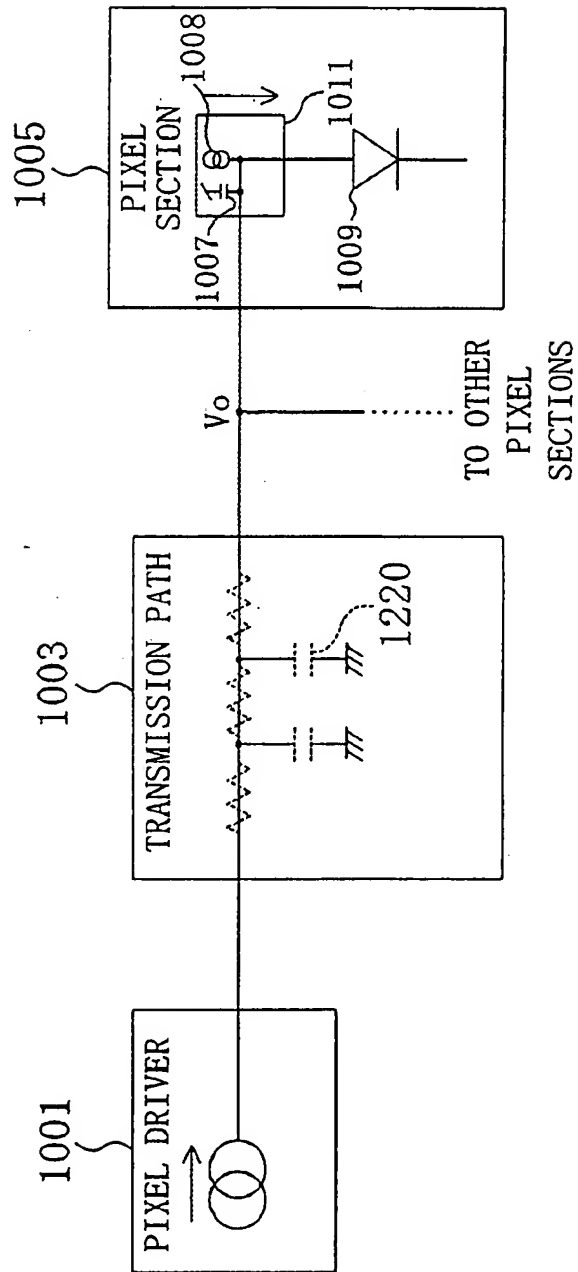 1001
PIXEL DRIVER
1003
TRANSMISSION PATH
1220
Vo
TO OTHER
PIXEL
SECTIONS
1005
PIXEL
SECTION
1007
1008
1011
1009